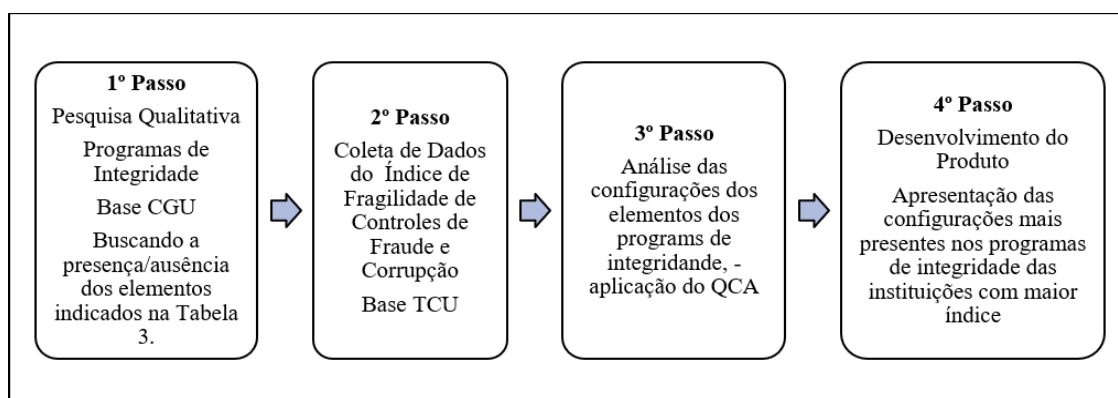 1º Passo
Pesquisa Qualitativa
Programas de
Integridade
Base CGU
Buscando a
presença/ausência
dos elementos
indicados na Tabela
3.
2º Passo
Coleta de Dados
do Índice de
Fragilidade de
Controles de
Fraude e
Corrupção
Base TCU
3º Passo
Análise das
configurações dos
elementos dos
programs de
integridande, -
aplicação do QCA
4º Passo
Desenvolvimento do
Produto
Apresentação das
configurações mais
presentes nos programas
de integridade das
instituições com maior
índice